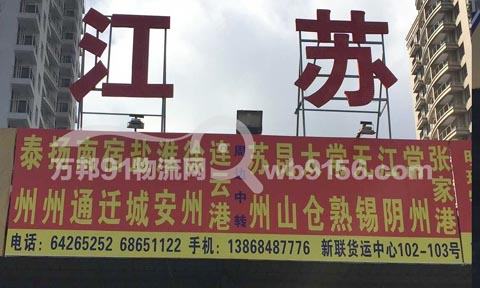 江苏
泰州
扬州
南通
宿迁
盐城
淮安
徐州
连云港
周边中转
苏州
昆山
太仓
常熟
无锡
江阴
常州
张家港
电话：64265252 68651122 手机：13868487776 新联货运中心102-103号
万邦91物流网 wb9156.com